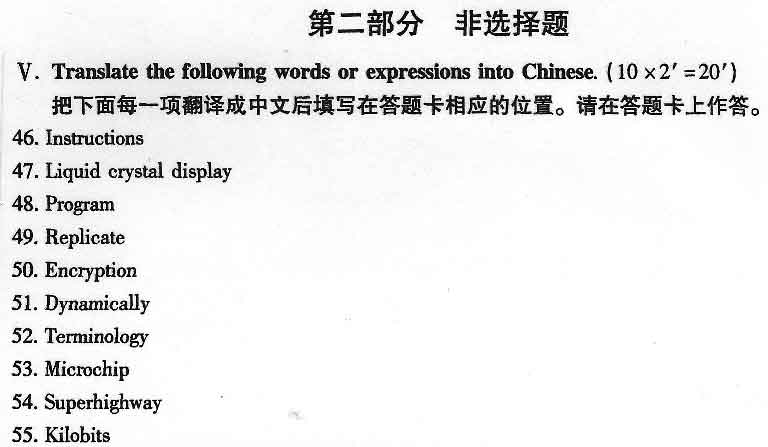 第二部分 非选择题
Ⅴ. Translate the following words or expressions into Chinese. (10×2′=20′)
把下面每一项翻译成中文后填写在答题卡相应的位置。请在答题卡上作答。
46. Instructions
47. Liquid crystal display
48. Program
49. Replicate
50. Encryption
51. Dynamically
52. Terminology
53. Microchip
54. Superhighway
55. Kilobits